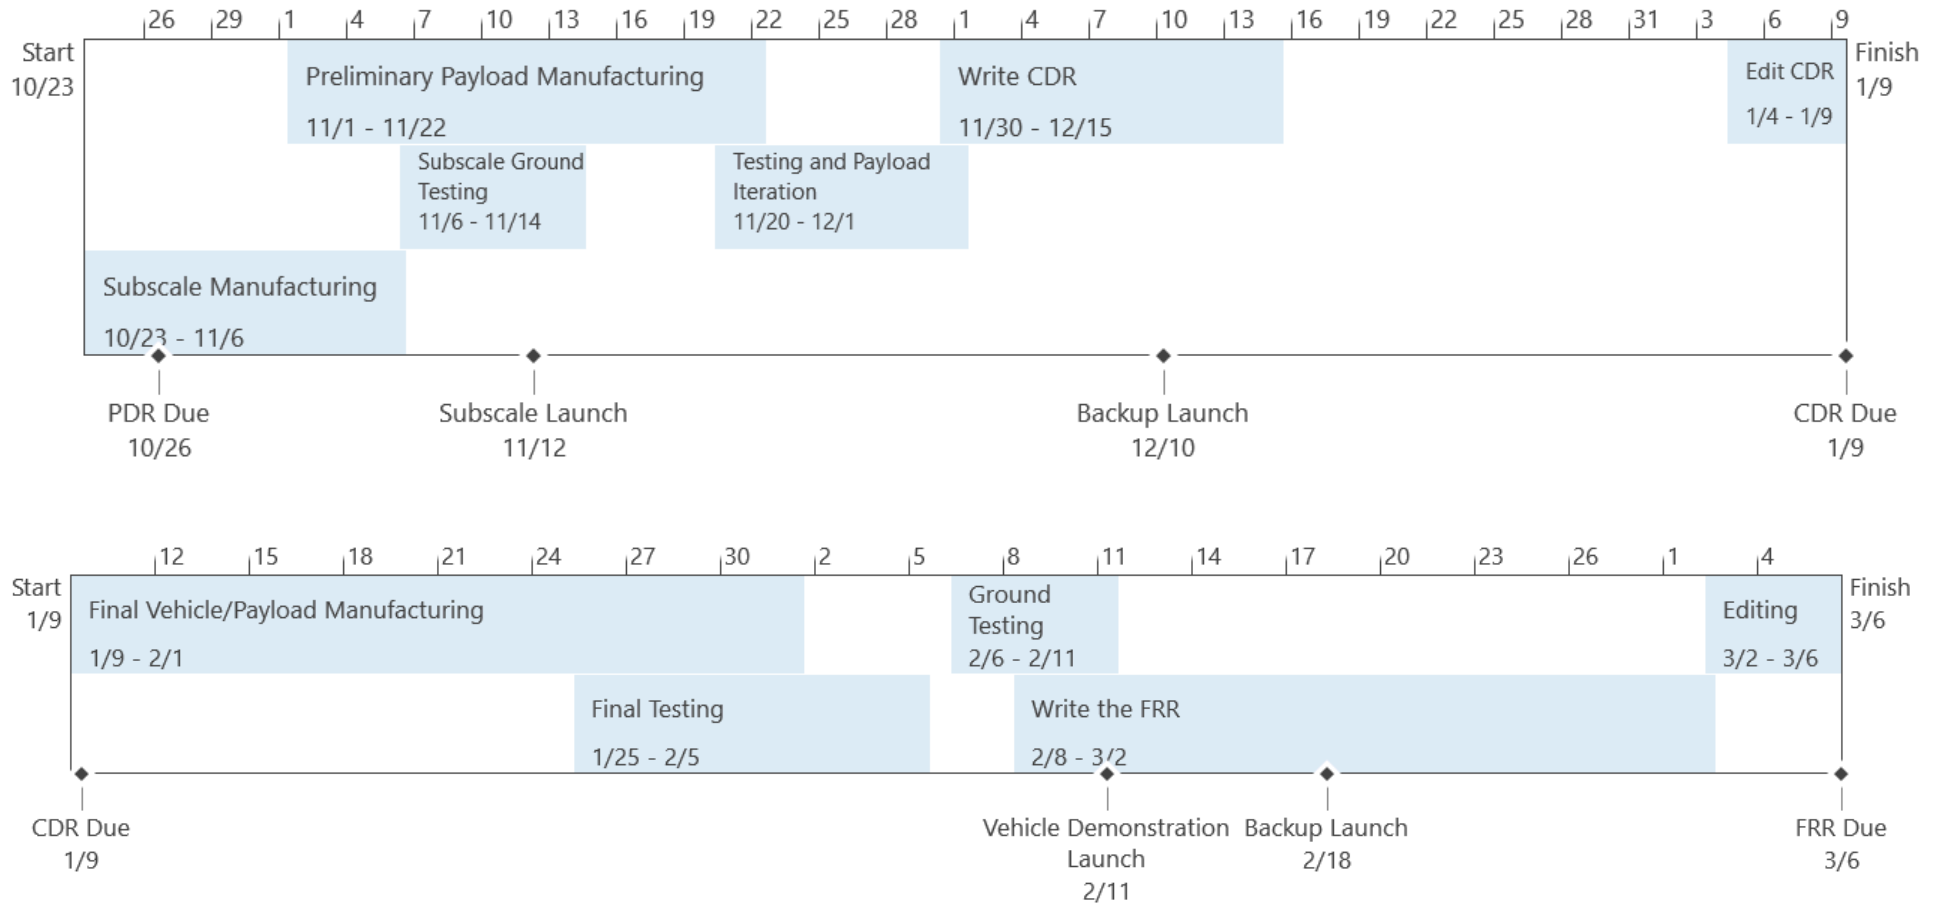 26 29 1 4 7 10 13 16 19 22 25 28 1 4 7 10 13 16 19 22 25 28 31 3 6 9
Start
10/23
Finish
1/9
Preliminary Payload Manufacturing
11/1 - 11/22
Write CDR
11/30 - 12/15
Edit CDR
1/4 - 1/9
Subscale Ground
Testing
11/6 - 11/14
Testing and Payload
Iteration
11/20 - 12/1
Subscale Manufacturing
10/23 - 11/6
PDR Due
10/26
Subscale Launch
11/12
Backup Launch
12/10
CDR Due
1/9
12 15 18 21 24 27 30 2 5 8 11 14 17 20 23 26 1 4
Start
1/9
Finish
3/6
Final Vehicle/Payload Manufacturing
1/9 - 2/1
Ground
Testing
2/6 - 2/11
Editing
3/2 - 3/6
Final Testing
1/25 - 2/5
Write the FRR
2/8 - 3/2
CDR Due
1/9
Vehicle Demonstration
Launch
2/11
Backup Launch
2/18
FRR Due
3/6